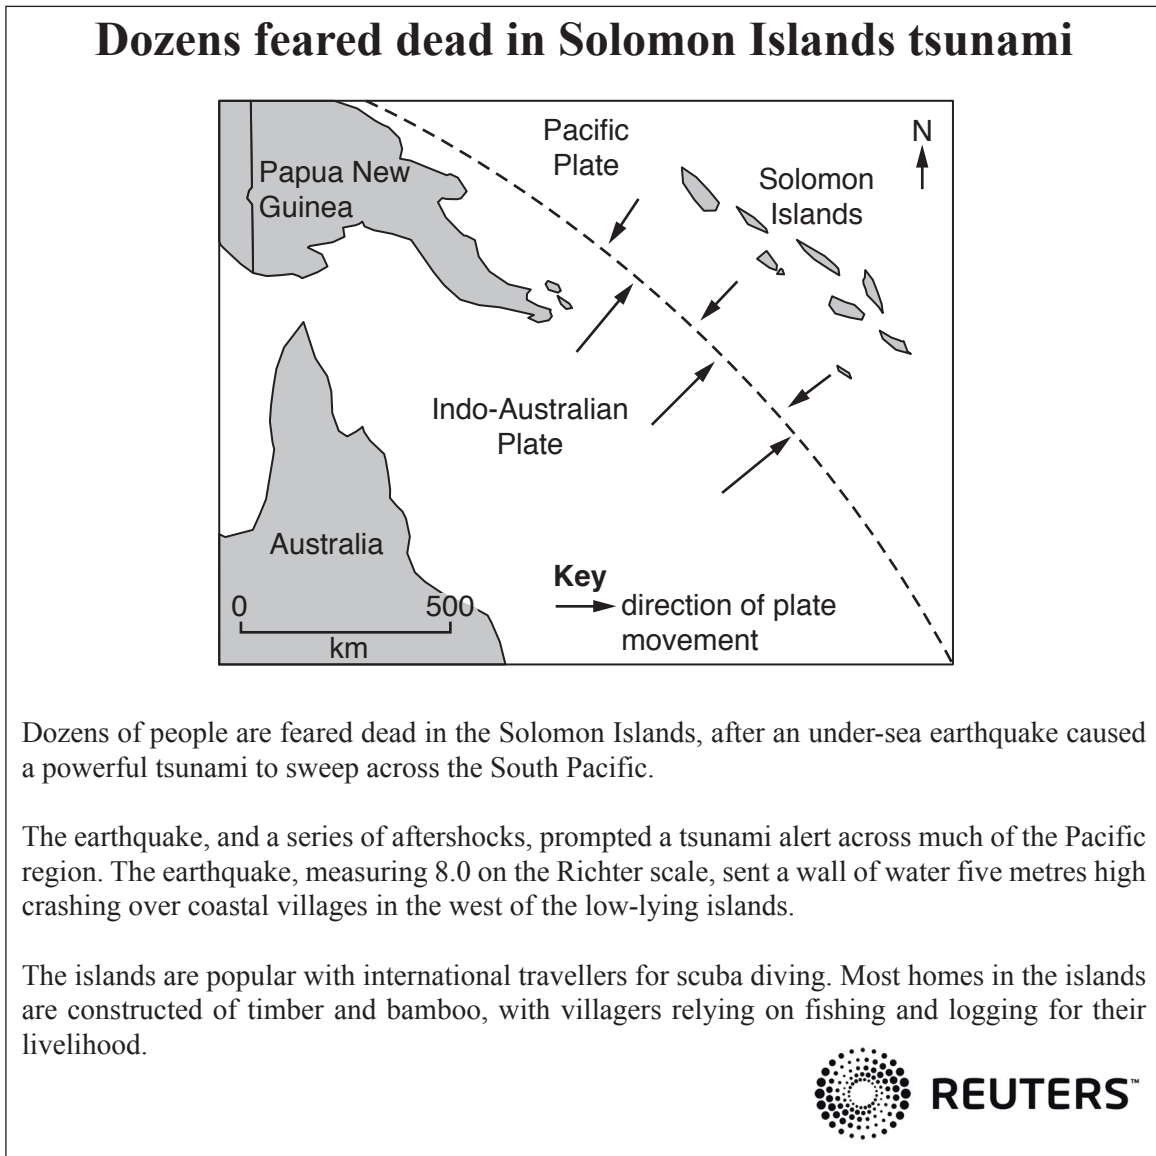 Dozens feared dead in Solomon Islands tsunami
Pacific
Plate
N
Papua New
Guinea
Solomon
Islands
Indo-Australian
Plate
Australia
Key
direction of plate
movement
0 500
km
Dozens of people are feared dead in the Solomon Islands, after an under-sea earthquake caused
a powerful tsunami to sweep across the South Pacific.
The earthquake, and a series of aftershocks, prompted a tsunami alert across much of the Pacific
region. The earthquake, measuring 8.0 on the Richter scale, sent a wall of water five metres high
crashing over coastal villages in the west of the low-lying islands.
The islands are popular with international travellers for scuba diving. Most homes in the islands
are constructed of timber and bamboo, with villagers relying on fishing and logging for their
livelihood.
REUTERS™